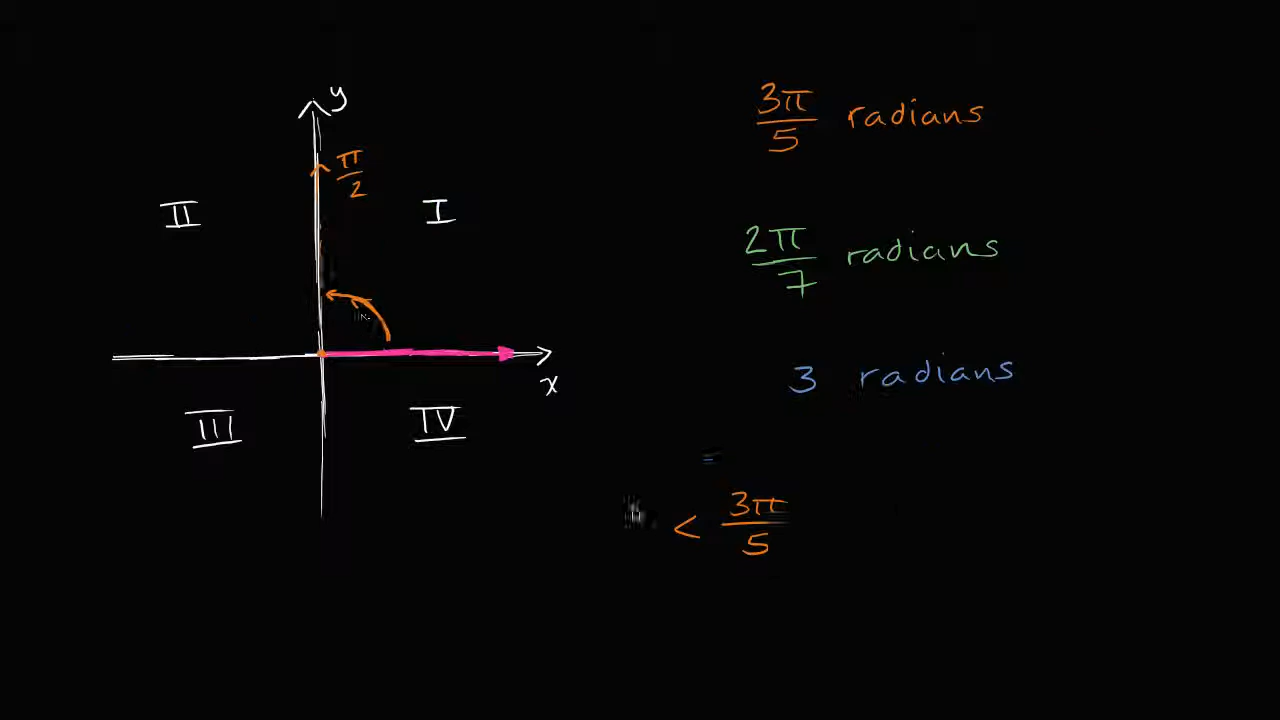 y
π/2
II
I
x
III
IV
3π/5 radians
2π/7 radians
3 radians
=
< 3π/5